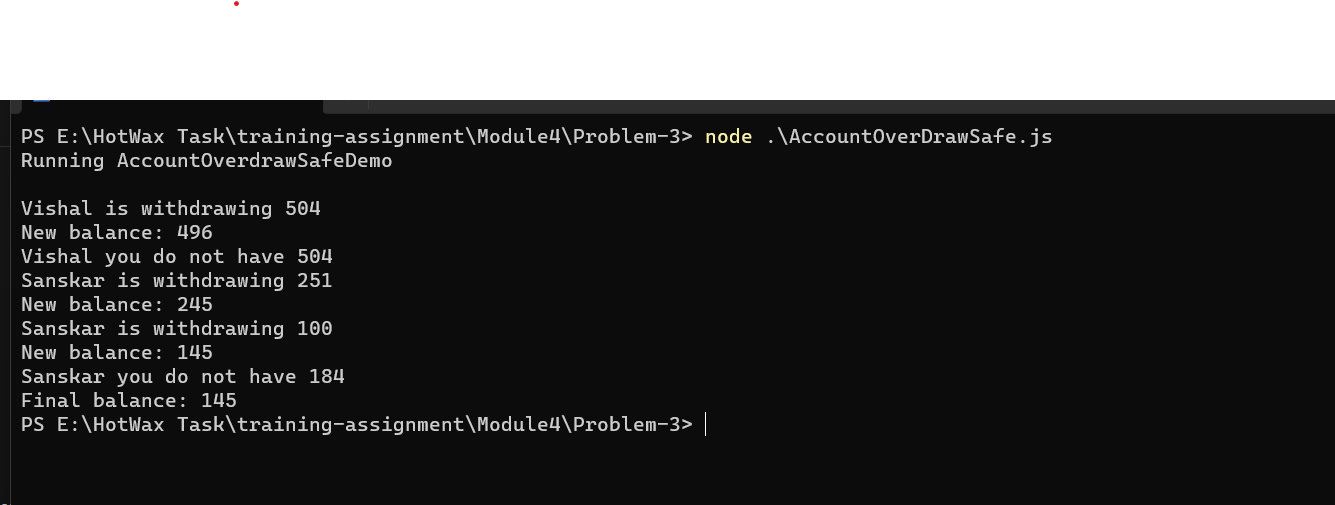 PS E:\HotWax Task\training-assignment\Module4\Problem-3> node .\AccountOverDrawSafe.js
Running AccountOverdrawSafeDemo
Vishal is withdrawing 504
New balance: 496
Vishal you do not have 504
Sanskar is withdrawing 251
New balance: 245
Sanskar is withdrawing 100
New balance: 145
Sanskar you do not have 184
Final balance: 145
PS E:\HotWax Task\training-assignment\Module4\Problem-3>